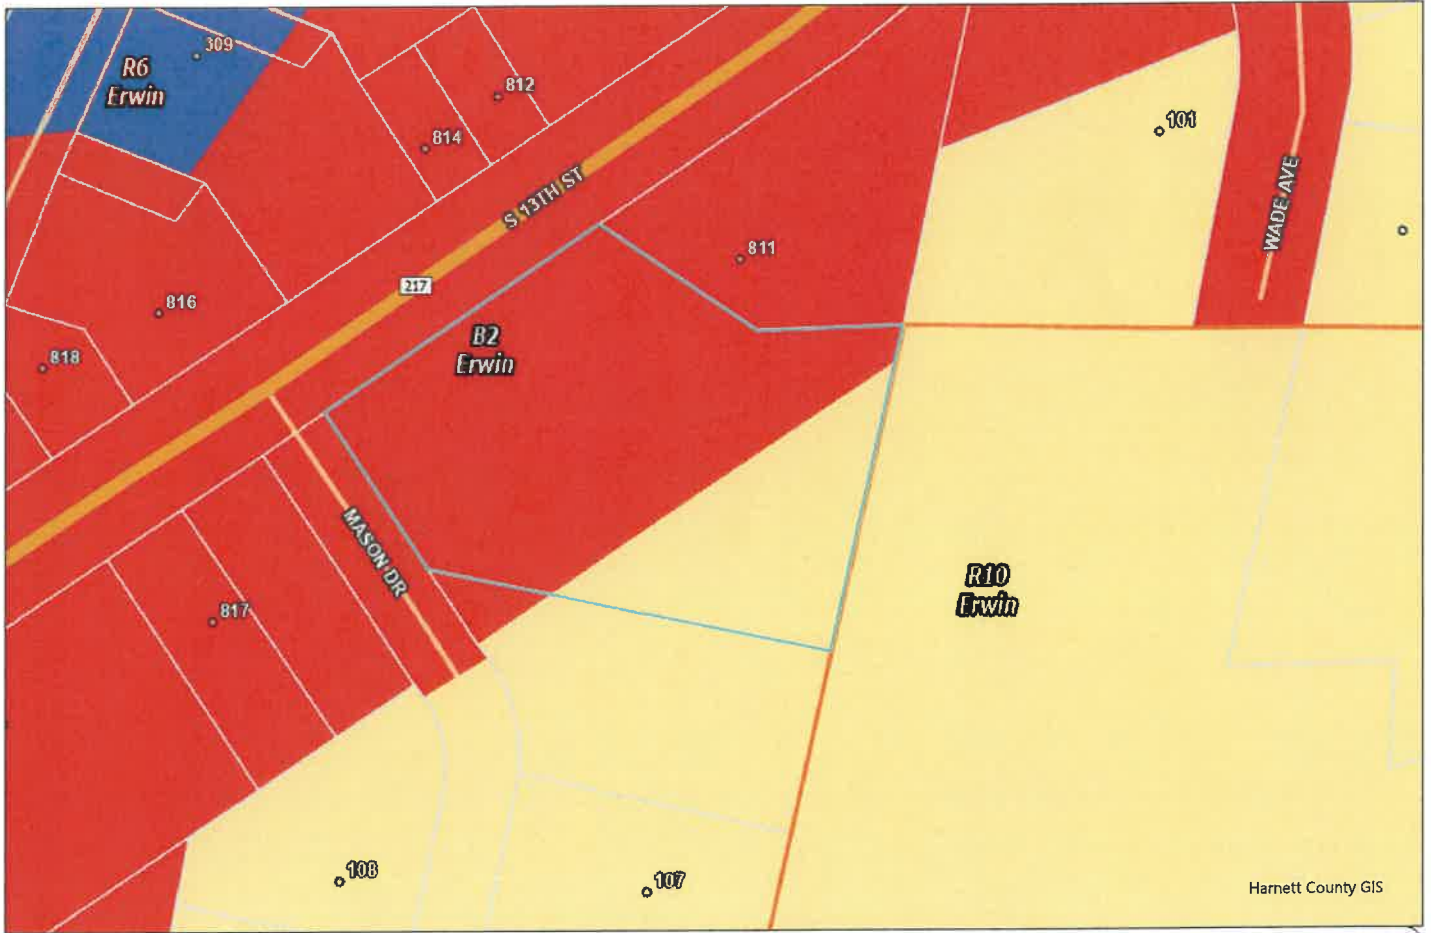 309
R6
Erwin
812
814
101
S 13TH ST
WADE AVE
811
217
816
B2
Erwin
818
MASON DR
R10
Erwin
817
108
107
Harnett County GIS